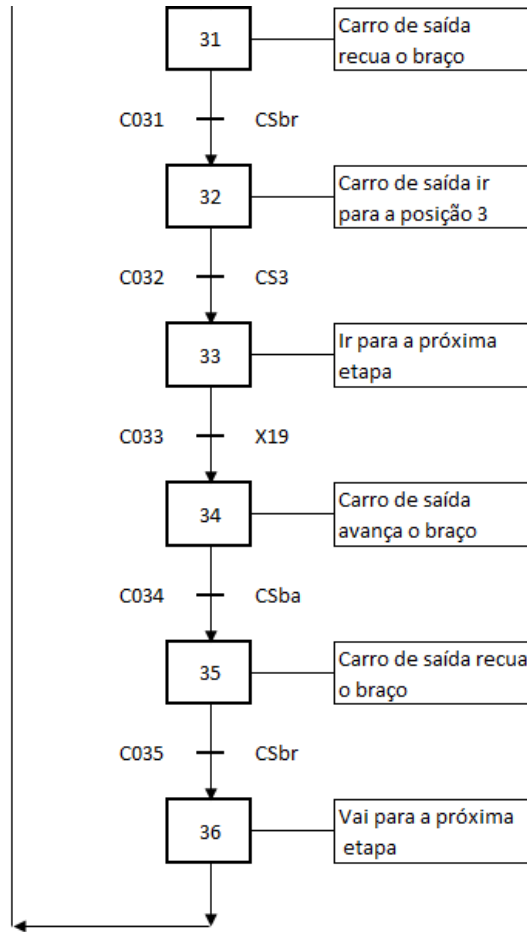 31
Carro de saída
recua o braço
C031
CSbr
32
Carro de saída ir
para a posição 3
C032
CS3
33
Ir para a próxima
etapa
C033
X19
34
Carro de saída
avança o braço
C034
CSba
35
Carro de saída recua
o braço
C035
CSbr
36
Vai para a próxima
etapa